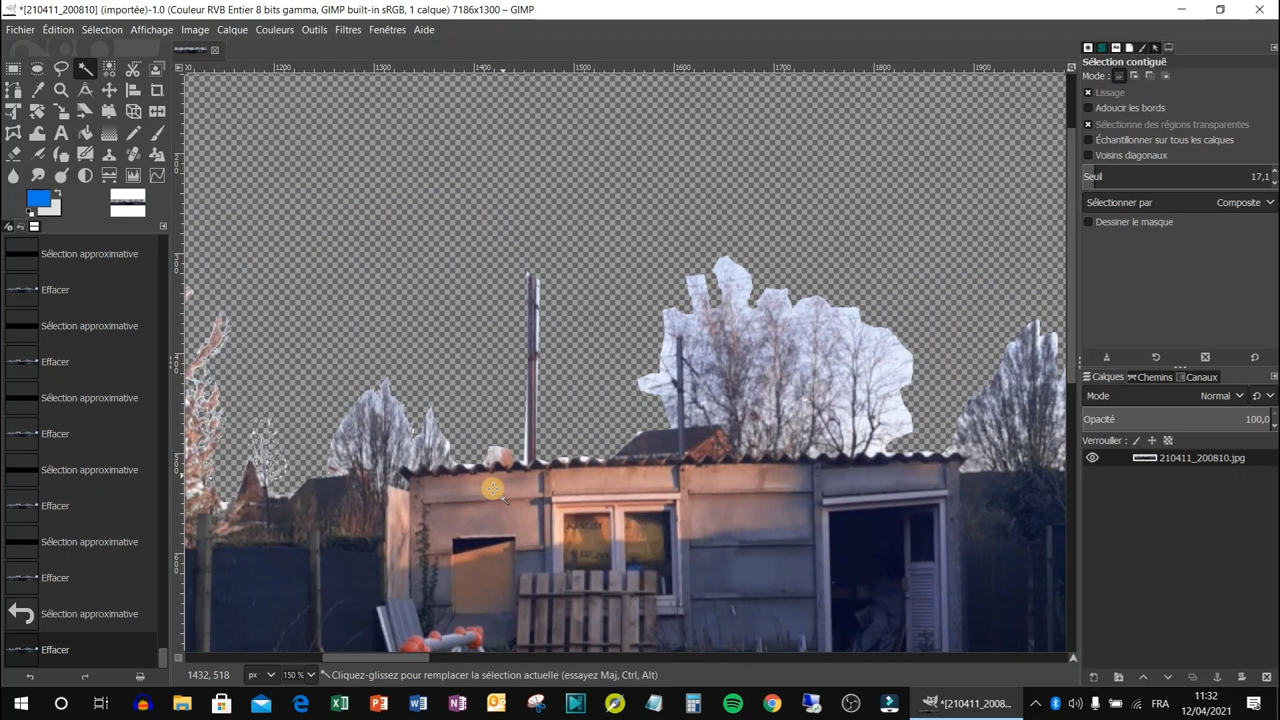 *[210411_200810] (importée)-1.0 (Couleur RVB Entier 8 bits gamma, GIMP built-in sRGB, 1 calque) 7186x1300 – GIMP
Fichier Édition Sélection Affichage Image Calque Couleurs Outils Filtres Fenêtres Aide
1200 1300 1400 1500 1600 1700 1800 1900
Sélection contiguë
Mode :
Lissage
Adoucir les bords
Sélectionne des régions transparentes
Échantillonner sur tous les calques
Voisins diagonaux
Seuil 17,1
Sélectionner par Composite
Dessiner le masque
Sélection approximative
Effacer
Sélection approximative
Effacer
Sélection approximative
Effacer
Sélection approximative
Effacer
Sélection approximative
Effacer
Sélection approximative
Effacer
Calques Chemins Canaux
Mode Normal
Opacité 100,0
Verrouiller :
210411_200810.jpg
1432, 518 px 150 % Cliquez-glissez pour remplacer la sélection actuelle (essayez Maj, Ctrl, Alt)
*[210411_2008...
FRA
11:32
12/04/2021